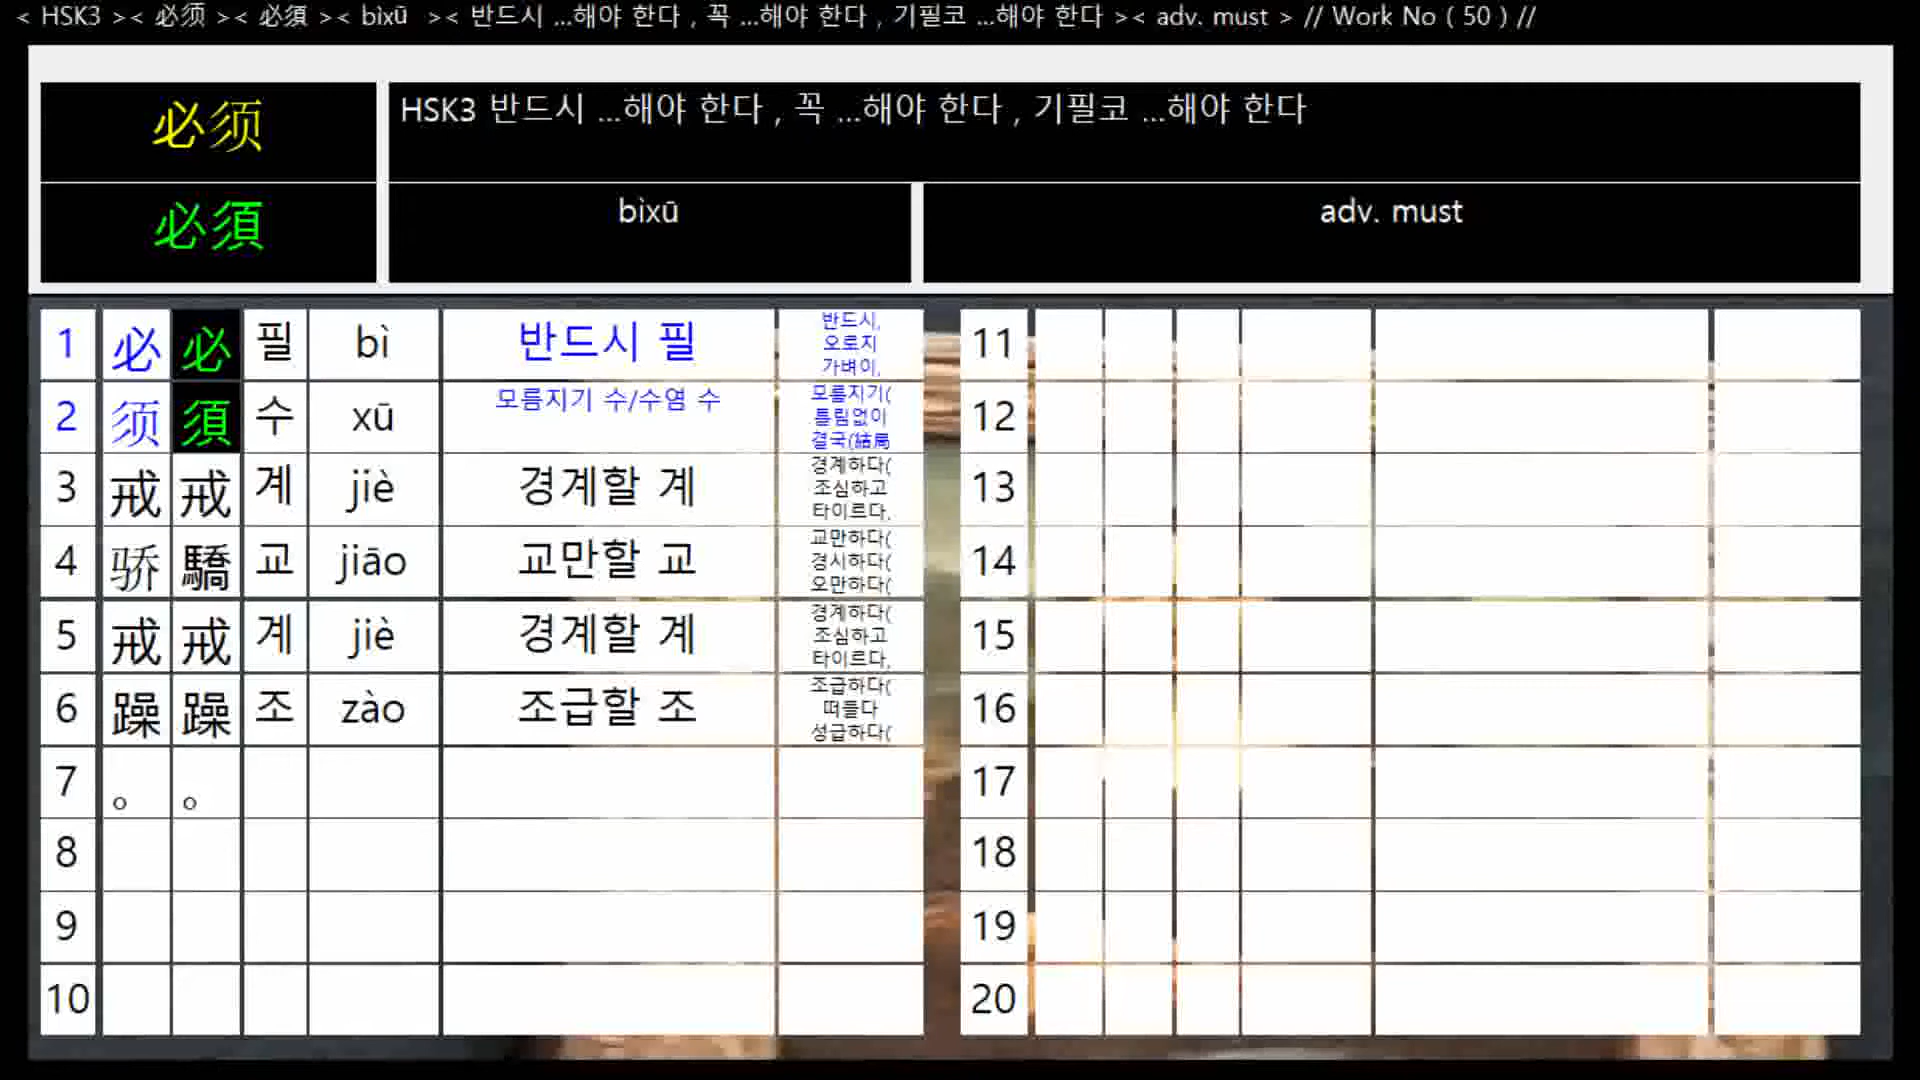 < HSK3 >< 必须 >< 必須 >< bìxū >< 반드시 ...해야 한다 , 꼭 ...해야 한다 , 기필코 ...해야 한다 >< adv. must > // Work No ( 50 ) //
必须
HSK3 반드시 ...해야 한다 , 꼭 ...해야 한다 , 기필코 ...해야 한다
必須
bìxū
adv. must
1 必 必 필 bì 반드시 필 반드시, 오로지 가벼이,
2 须 須 수 xū 모름지기 수/수염 수 모름지기( 틀림없이 결국(結局
3 戒 戒 계 jiè 경계할 계 경계하다( 조심하고 타이르다,
4 骄 驕 교 jiāo 교만할 교 교만하다( 경시하다( 오만하다(
5 戒 戒 계 jiè 경계할 계 경계하다( 조심하고 타이르다,
6 躁 躁 조 zào 조급할 조 조급하다( 떠들다 성급하다(
7 。 。
8
9
10
11
12
13
14
15
16
17
18
19
20